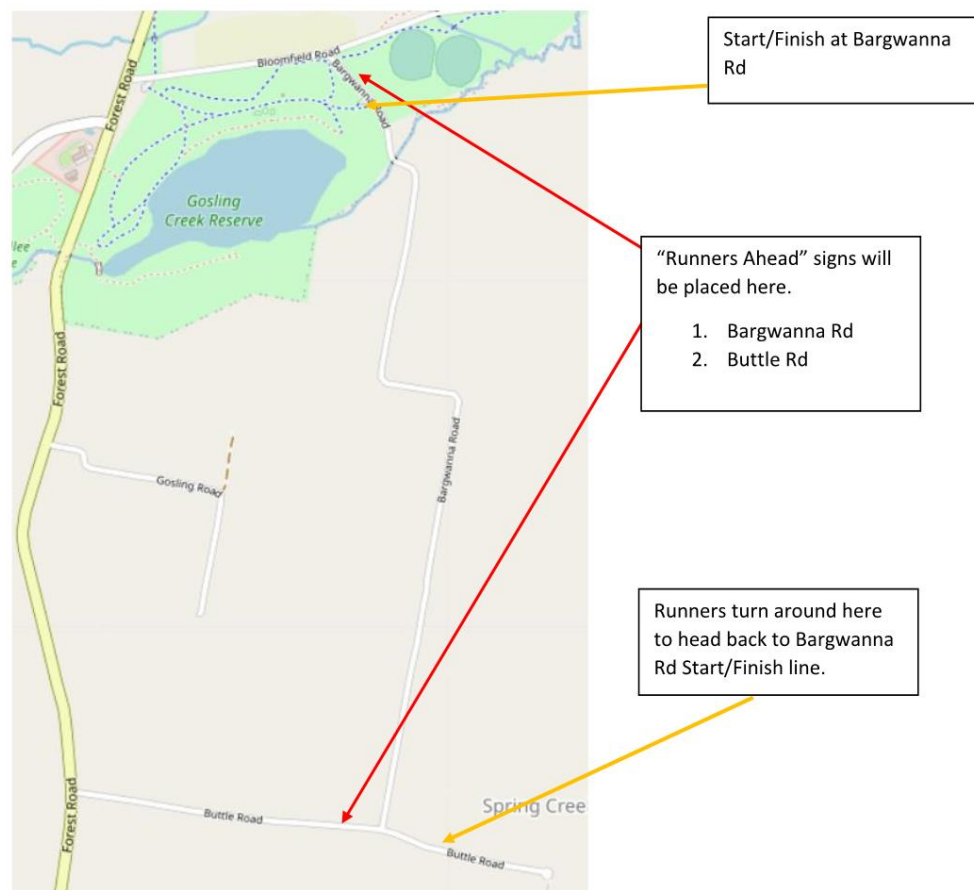 Start/Finish at Bargwanna
Rd
Bloomfield Road
Bargwanna Road
Forest Road
Gosling
Creek Reserve
“Runners Ahead” signs will
be placed here.
1. Bargwanna Rd
2. Buttle Rd
Forest Road
Bargwanna Road
Gosling Road
Runners turn around here
to head back to Bargwanna
Rd Start/Finish line.
Forest Road
Buttle Road
Spring Cree
Buttle Road